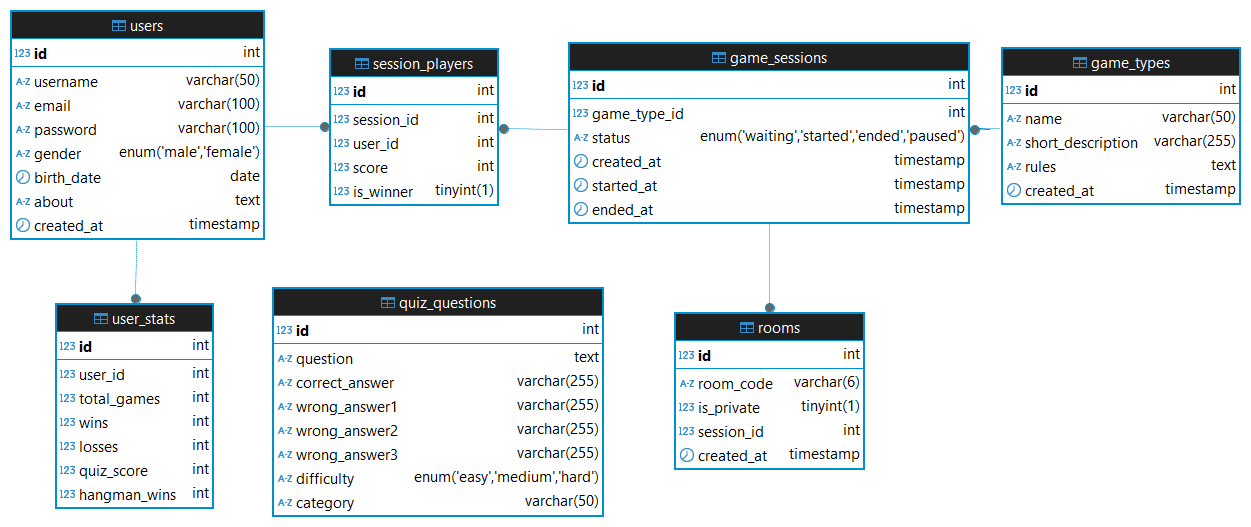 users
123 id int
A-Z username varchar(50)
A-Z email varchar(100)
A-Z password varchar(100)
A-Z gender enum('male','female')
birth_date date
A-Z about text
created_at timestamp
session_players
123 id int
123 session_id int
123 user_id int
123 score int
123 is_winner tinyint(1)
game_sessions
123 id int
123 game_type_id int
A-Z status enum('waiting','started','ended','paused')
created_at timestamp
started_at timestamp
ended_at timestamp
game_types
123 id int
A-Z name varchar(50)
A-Z short_description varchar(255)
A-Z rules text
created_at timestamp
user_stats
123 id int
123 user_id int
123 total_games int
123 wins int
123 losses int
123 quiz_score int
123 hangman_wins int
quiz_questions
123 id int
A-Z question text
A-Z correct_answer varchar(255)
A-Z wrong_answer1 varchar(255)
A-Z wrong_answer2 varchar(255)
A-Z wrong_answer3 varchar(255)
A-Z difficulty enum('easy','medium','hard')
A-Z category varchar(50)
rooms
123 id int
A-Z room_code varchar(6)
123 is_private tinyint(1)
123 session_id int
created_at timestamp